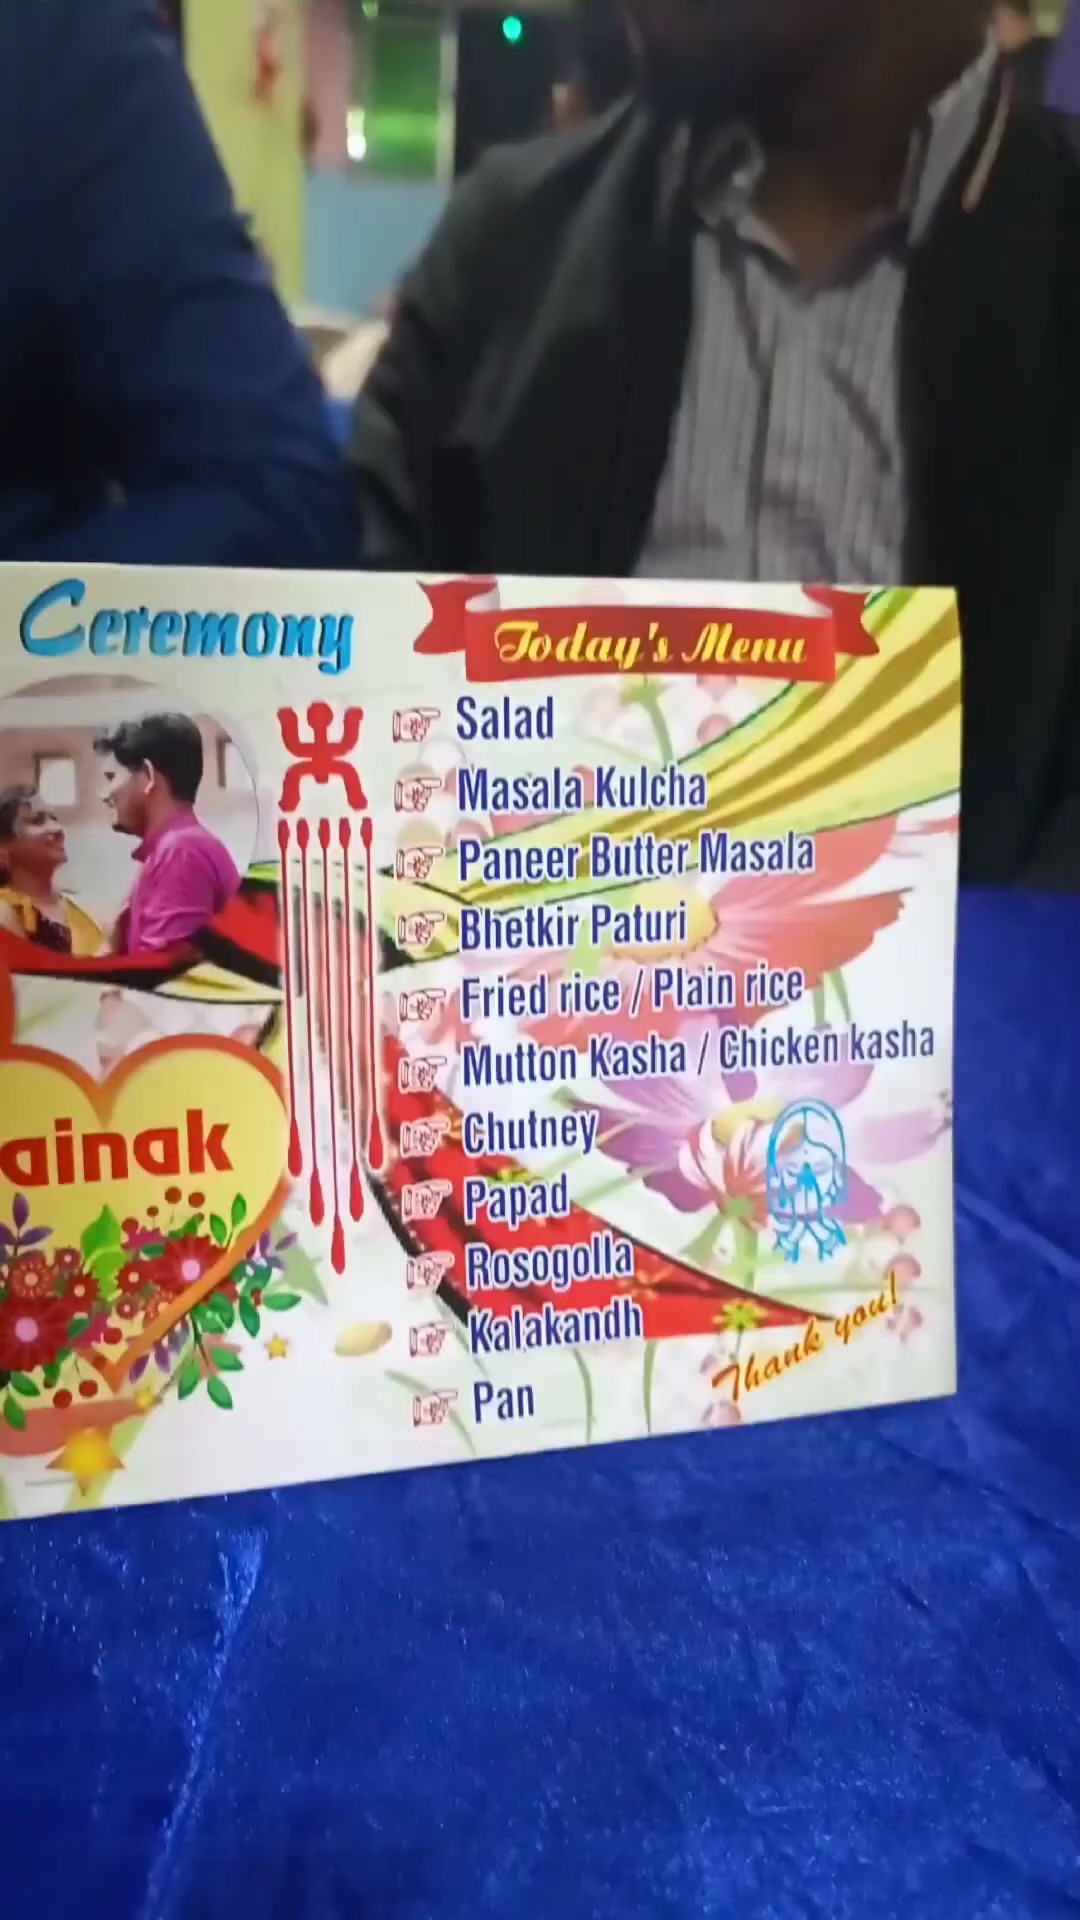 Ceremony
Today's Menu
Salad
Masala Kulcha
Paneer Butter Masala
Bhetkir Paturi
Fried rice / Plain rice
Mutton Kasha / Chicken kasha
Chutney
Papad
Rosogolla
Kalakandh
Pan
ainak
Thank you!